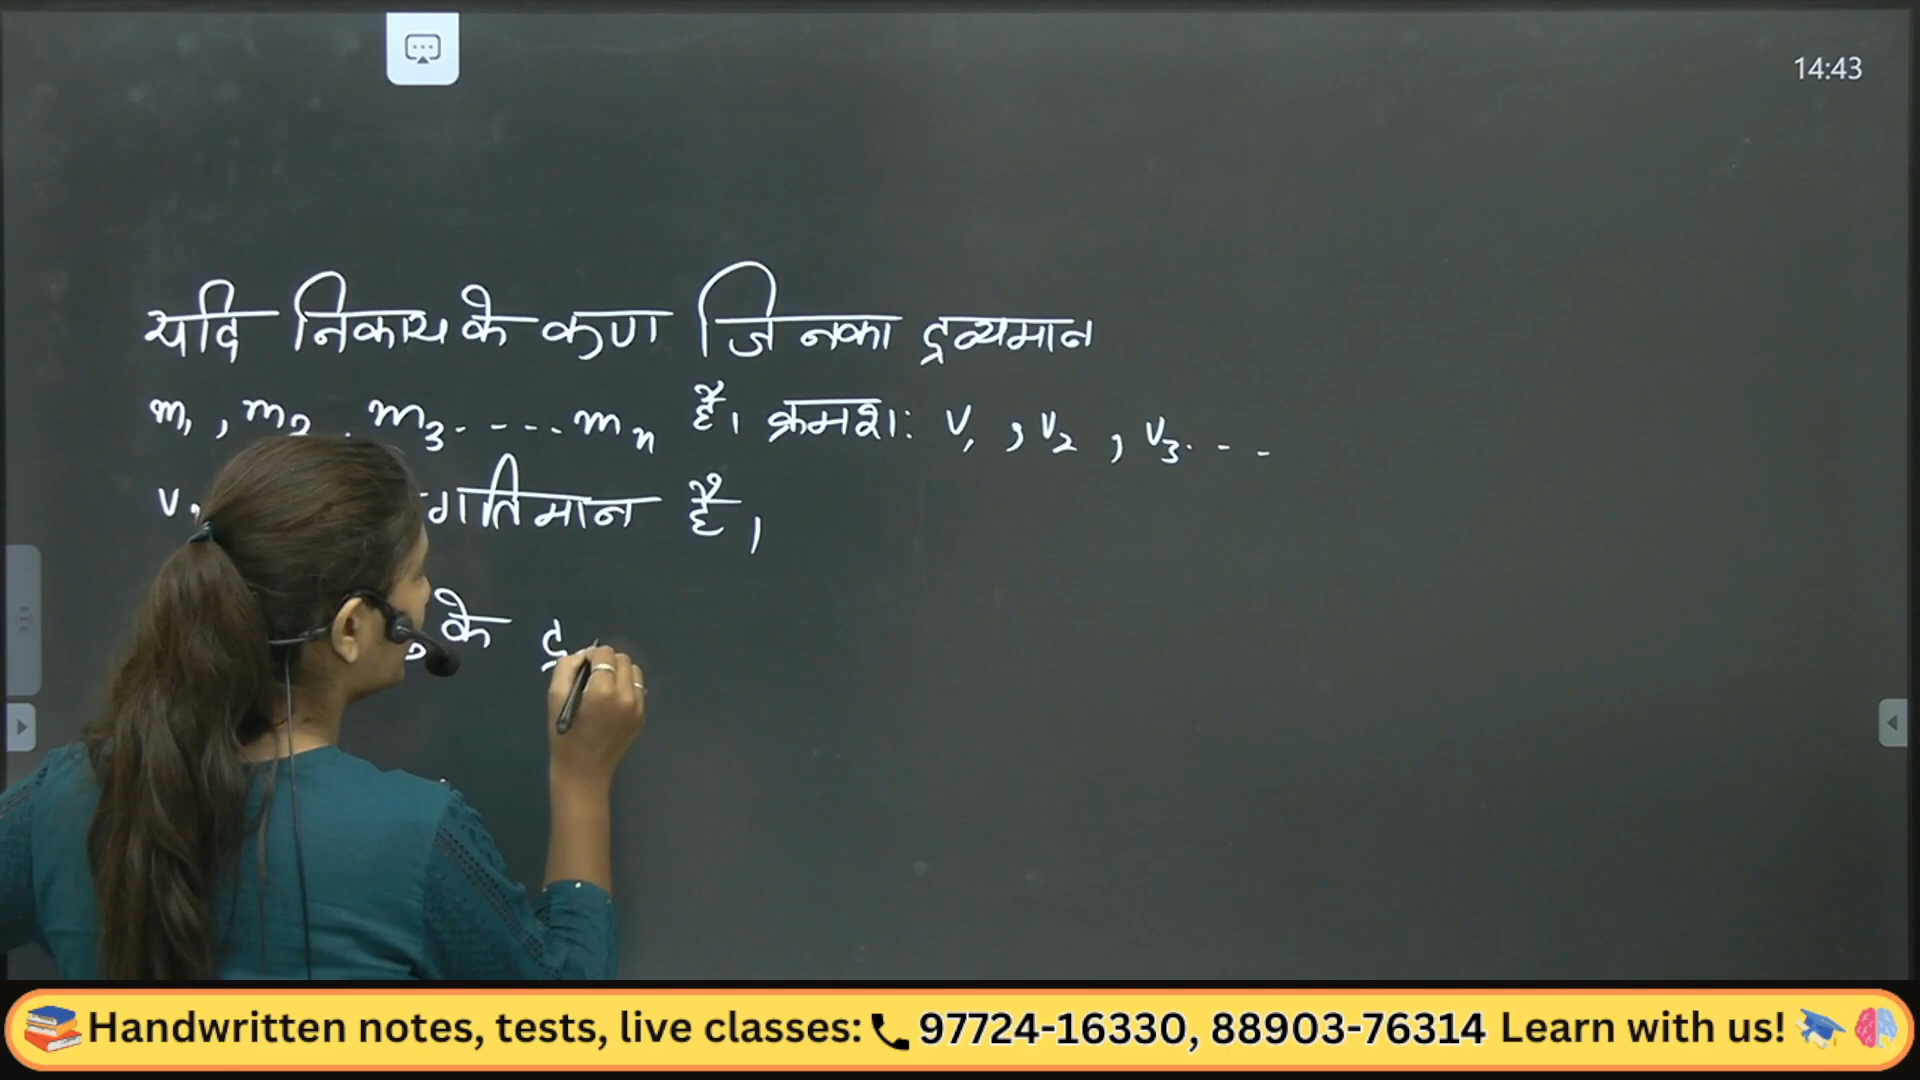 14:43
यदि निकाय के कण जिनका द्रव्यमान
m₁, m₂, m₃.....mₙ हैं। क्रमशः v₁, v₂, v₃...
गतिमान हैं,
के
Handwritten notes, tests, live classes: 97724-16330, 88903-76314 Learn with us!